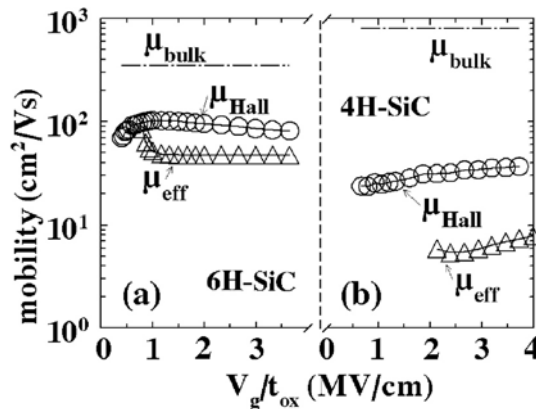 mobility (cm²/Vs)
10³
10²
10¹
10⁰
μbulk
μHall
μeff
(a)
6H-SiC
μbulk
4H-SiC
μHall
(b)
μeff
0 1 2 3 0 1 2 3 4
Vg/tox (MV/cm)